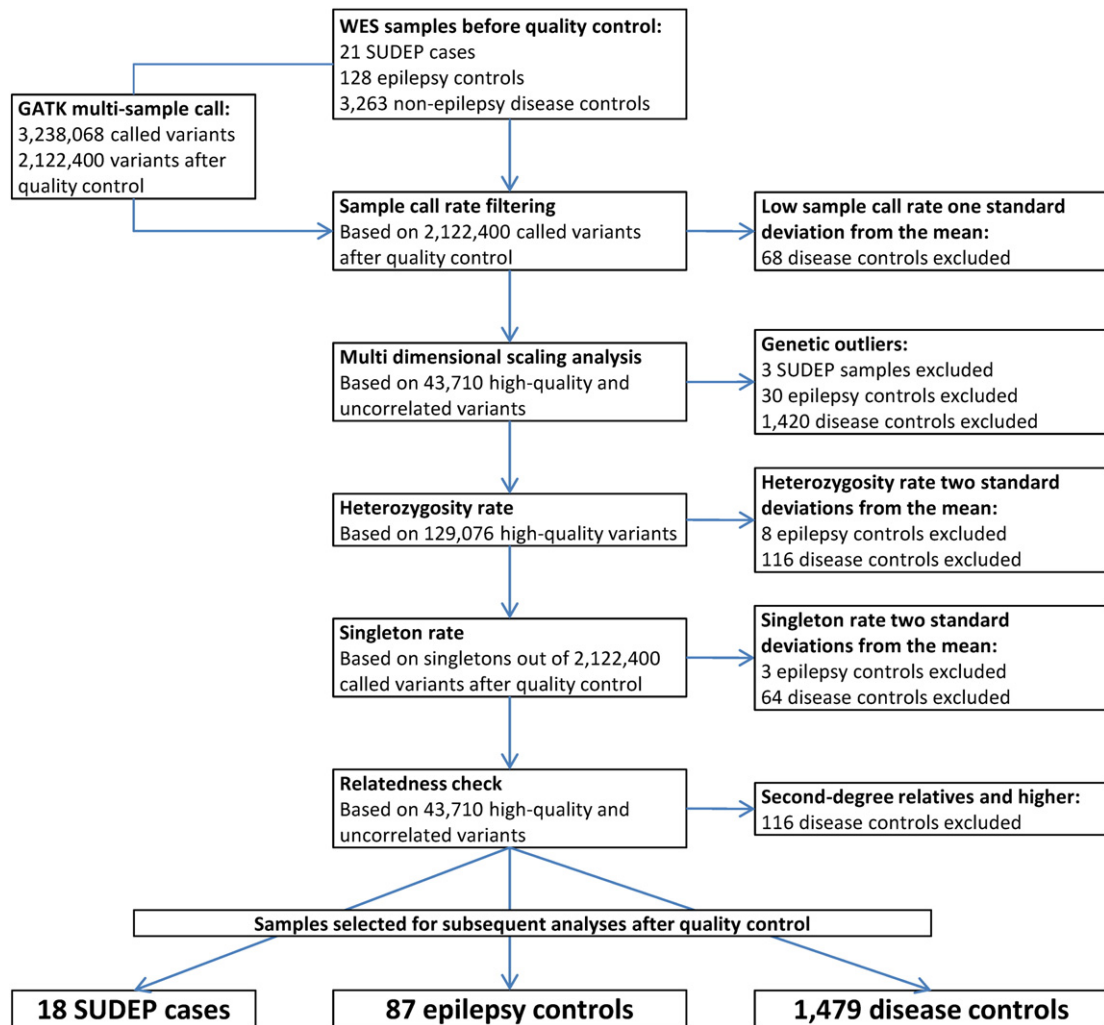 WES samples before quality control:
21 SUDEP cases
128 epilepsy controls
3,263 non-epilepsy disease controls
GATK multi-sample call:
3,238,068 called variants
2,122,400 variants after
quality control
Sample call rate filtering
Based on 2,122,400 called variants
after quality control
Low sample call rate one standard
deviation from the mean:
68 disease controls excluded
Multi dimensional scaling analysis
Based on 43,710 high-quality and
uncorrelated variants
Genetic outliers:
3 SUDEP samples excluded
30 epilepsy controls excluded
1,420 disease controls excluded
Heterozygosity rate
Based on 129,076 high-quality variants
Heterozygosity rate two standard
deviations from the mean:
8 epilepsy controls excluded
116 disease controls excluded
Singleton rate
Based on singletons out of 2,122,400
called variants after quality control
Singleton rate two standard
deviations from the mean:
3 epilepsy controls excluded
64 disease controls excluded
Relatedness check
Based on 43,710 high-quality and
uncorrelated variants
Second-degree relatives and higher:
116 disease controls excluded
Samples selected for subsequent analyses after quality control
18 SUDEP cases
87 epilepsy controls
1,479 disease controls